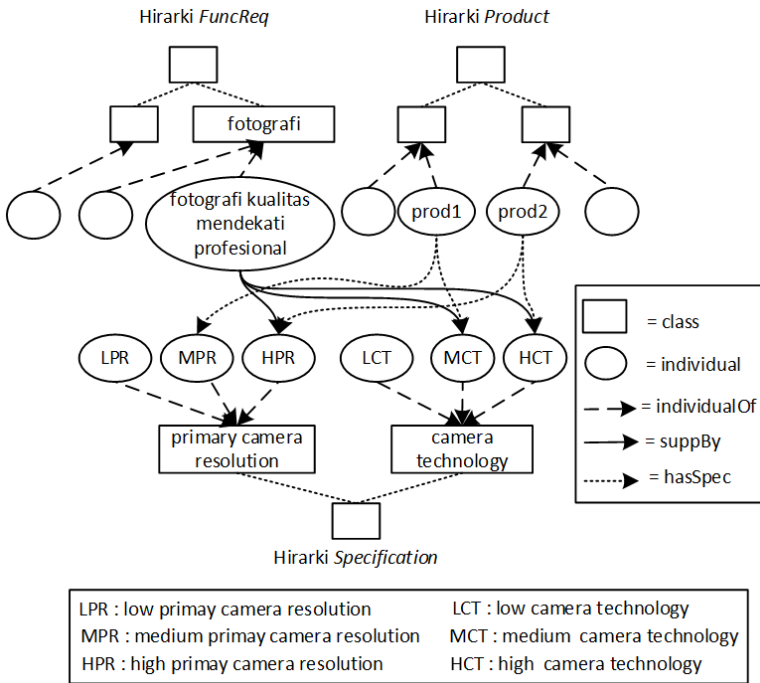 Hirarki FuncReq
Hirarki Product
fotografi
fotografi kualitas
mendekati
profesional
prod1
prod2
LPR
MPR
HPR
LCT
MCT
HCT
primary camera
resolution
camera
technology
Hirarki Specification
= class
= individual
= individualOf
= suppBy
= hasSpec
LPR : low primay camera resolution
MPR : medium primay camera resolution
HPR : high primay camera resolution
LCT : low camera technology
MCT : medium camera technology
HCT : high camera technology